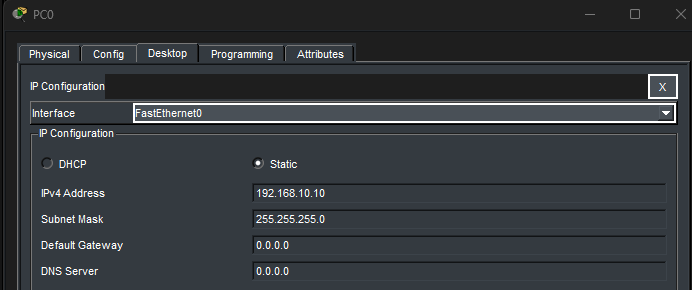 PC0
Physical Config Desktop Programming Attributes
IP Configuration X
Interface FastEthernet0
IP Configuration
DHCP Static
IPv4 Address 192.168.10.10
Subnet Mask 255.255.255.0
Default Gateway 0.0.0.0
DNS Server 0.0.0.0